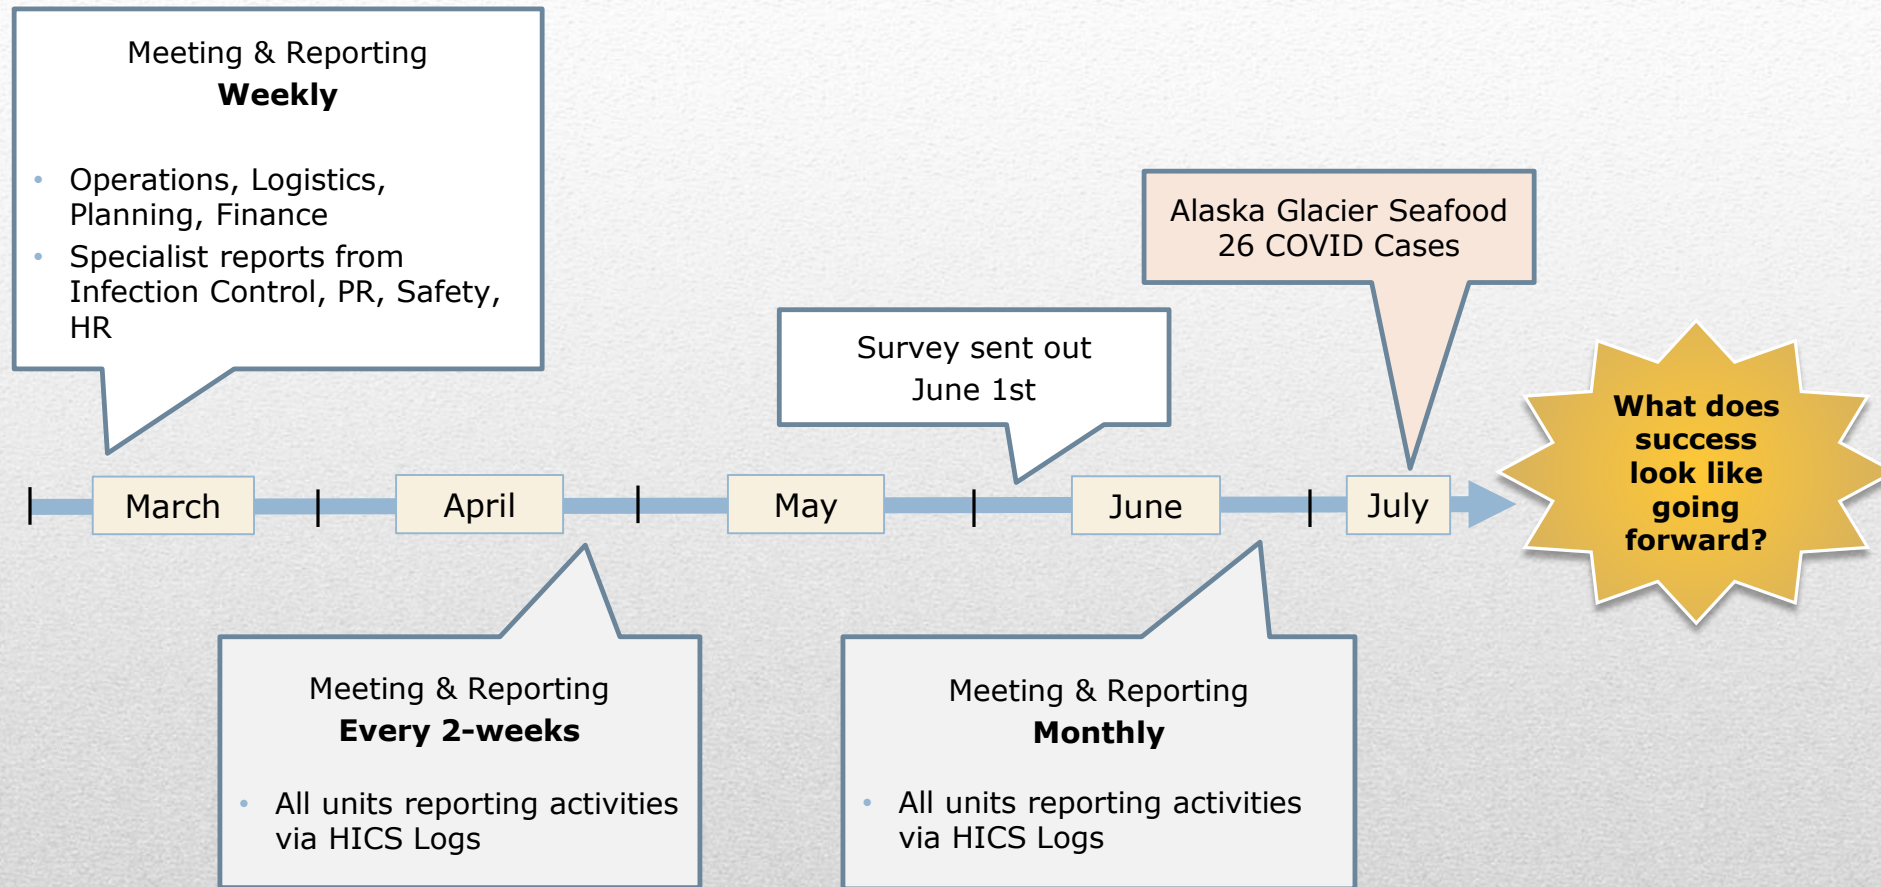 Meeting & Reporting
Weekly
• Operations, Logistics,
Planning, Finance
• Specialist reports from
Infection Control, PR, Safety,
HR
Alaska Glacier Seafood
26 COVID Cases
Survey sent out
June 1st
What does
success
look like
going
forward?
March
April
May
June
July
Meeting & Reporting
Every 2-weeks
• All units reporting activities
via HICS Logs
Meeting & Reporting
Monthly
• All units reporting activities
via HICS Logs